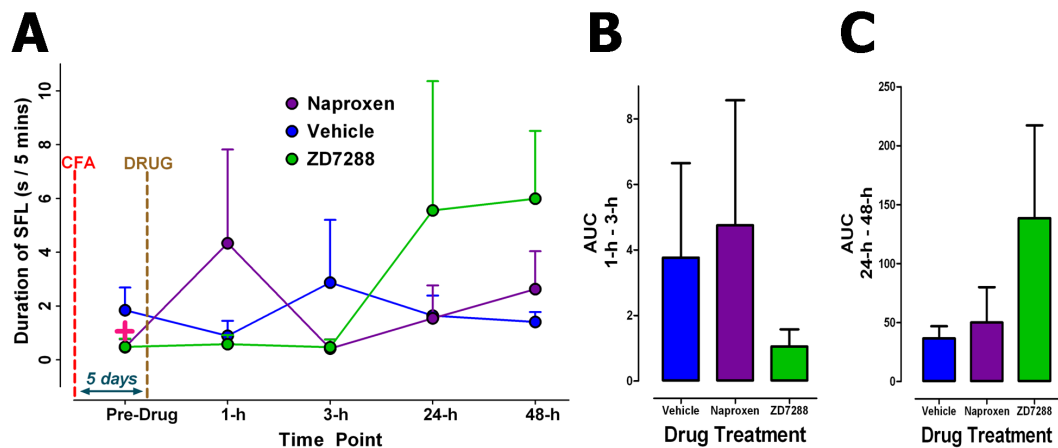 A
Duration of SFL (s / 5 mins)
10
8
6
4
2
0
CFA
DRUG
Naproxen
Vehicle
ZD7288
5 days
Pre-Drug 1-h 3-h 24-h 48-h
Time Point
B
AUC
1-h - 3-h
8
6
4
2
0
Vehicle Naproxen ZD7288
Drug Treatment
C
AUC
24-h - 48-h
250
200
150
100
50
0
Vehicle Naproxen ZD7288
Drug Treatment